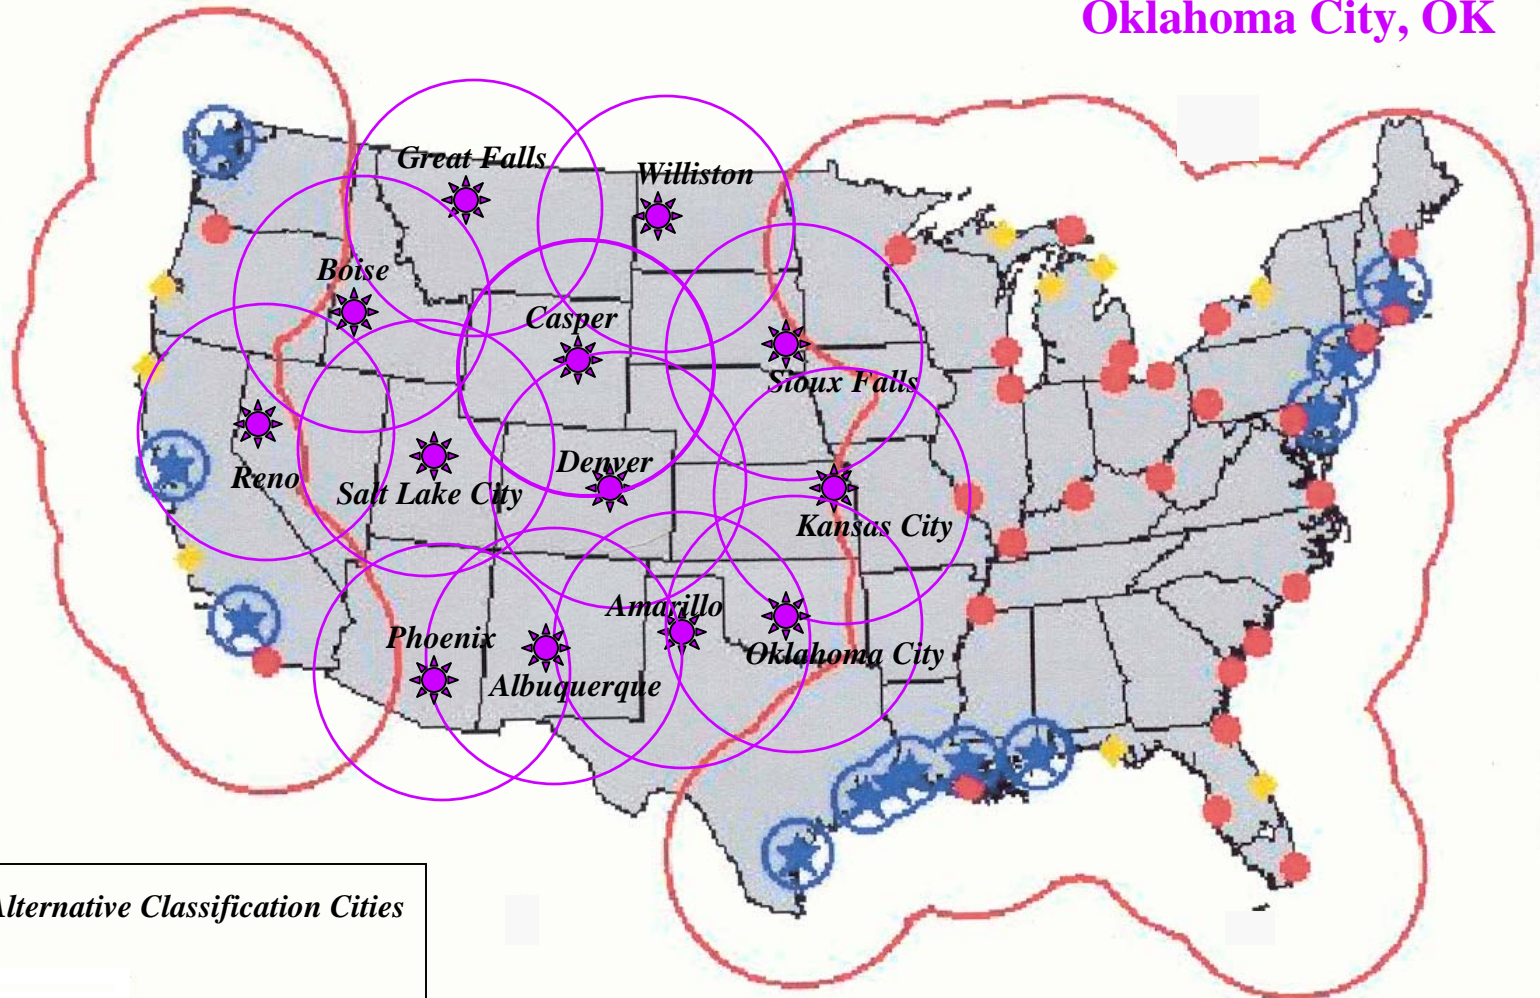 Oklahoma City, OK
Great Falls
Williston
Boise
Casper
Sioux Falls
Denver
Reno
Salt Lake City
Kansas City
Amarillo
Phoenix
Oklahoma City
Albuquerque
Alternative Classification Cities